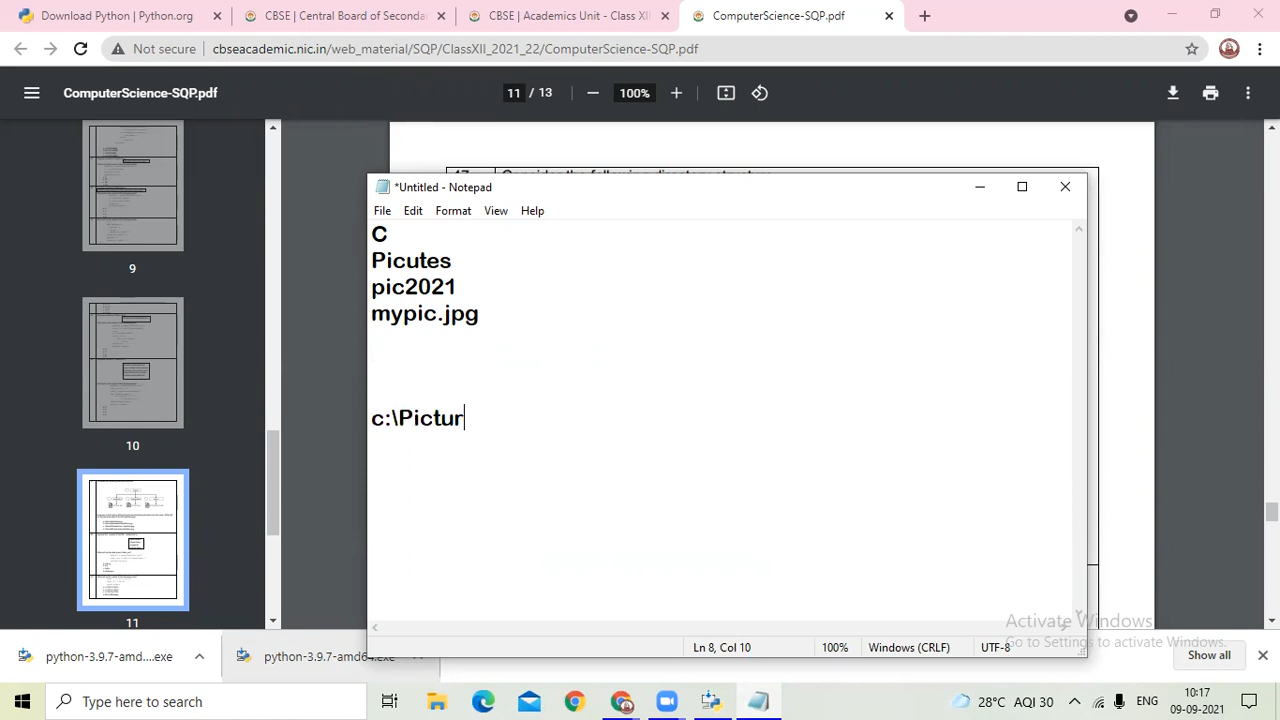 Download Python | Python.org
CBSE | Central Board of Secondar
CBSE | Academics Unit - Class XII
ComputerScience-SQP.pdf
Not secure
cbseacademic.nic.in/web_material/SQP/ClassXII_2021_22/ComputerScience-SQP.pdf
ComputerScience-SQP.pdf
11 / 13
100%
*Untitled - Notepad
File Edit Format View Help
C
Picutes
pic2021
mypic.jpg
c:\Pictur
9
10
11
Ln 8, Col 10
100%
Windows (CRLF)
UTF-8
Activate Windows
Go to Settings to activate Windows.
python-3.9.7-amd....exe
python-3.9.7-amd64.exe
Show all
Type here to search
28°C AQI 30
ENG
10:17
09-09-2021